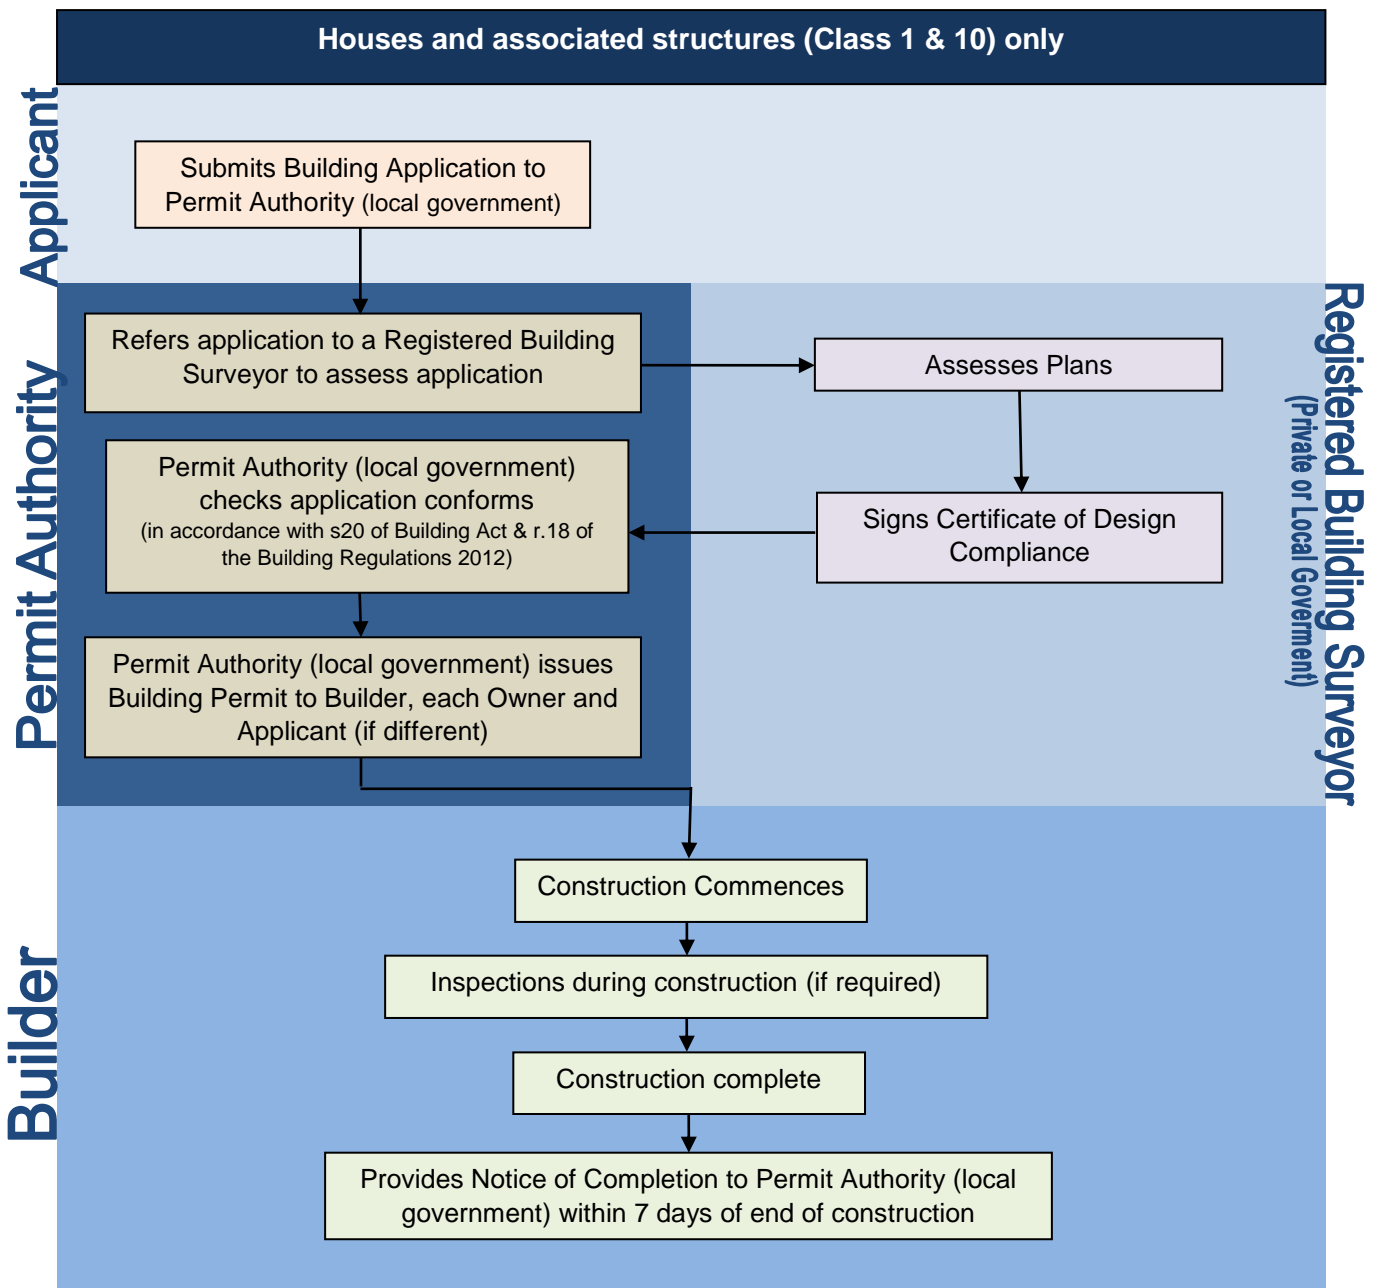 Houses and associated structures (Class 1 & 10) only
Applicant
Submits Building Application to
Permit Authority (local government)
Permit Authority
Refers application to a Registered Building
Surveyor to assess application
Assesses Plans
Registered Building Surveyor
(Private or Local Goverment)
Permit Authority (local government)
checks application conforms
(in accordance with s20 of Building Act & r.18 of
the Building Regulations 2012)
Signs Certificate of Design
Compliance
Permit Authority (local government) issues
Building Permit to Builder, each Owner and
Applicant (if different)
Builder
Construction Commences
Inspections during construction (if required)
Construction complete
Provides Notice of Completion to Permit Authority (local
government) within 7 days of end of construction